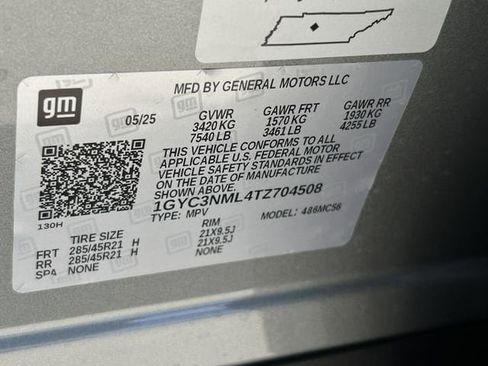 MFD BY GENERAL MOTORS LLC
gm
05/25 GVWR GAWR FRT GAWR RR
3420 KG 1570 KG 1930 KG
7540 LB 3461 LB 4255 LB
THIS VEHICLE CONFORMS TO ALL
APPLICABLE U.S. FEDERAL MOTOR
VEHICLE SAFETY STANDARDS IN EFFECT
ON THE DATE OF MANUFACTURE SHOWN ABOVE.
1GYC3NML4TZ704508
TYPE: MPV MODEL: 486MC56
130H
TIRE SIZE RIM
FRT 285/45R21 H 21X9.5J
RR 285/45R21 H 21X9.5J
SPA NONE NONE